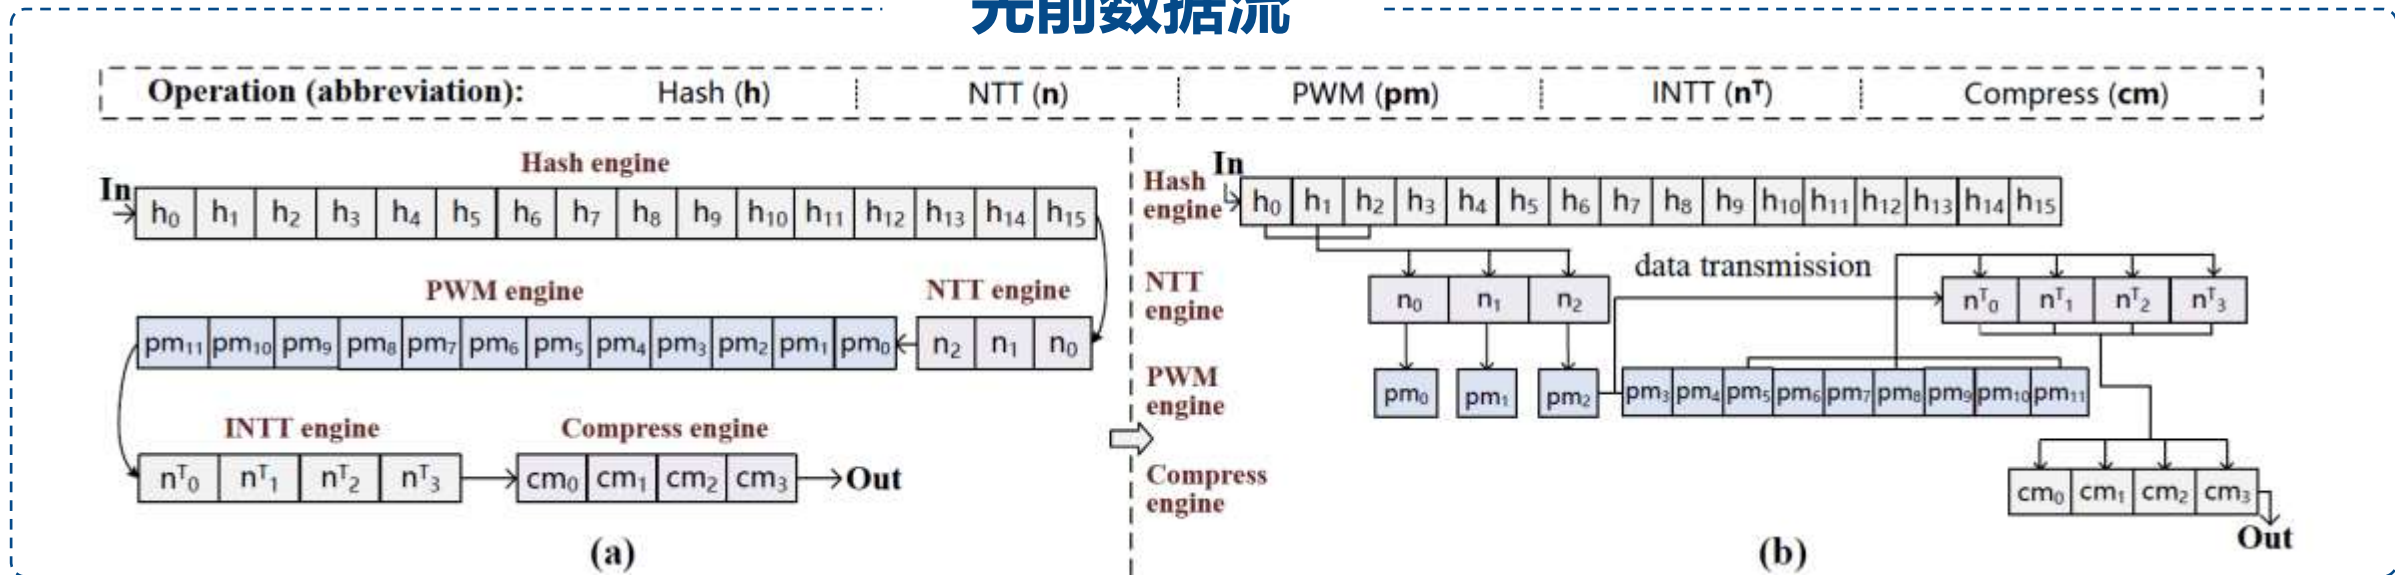 先前数据流
Operation (abbreviation): Hash (h) NTT (n) PWM (pm) INTT (nᵀ) Compress (cm)
Hash engine
In
h₀ h₁ h₂ h₃ h₄ h₅ h₆ h₇ h₈ h₉ h₁₀ h₁₁ h₁₂ h₁₃ h₁₄ h₁₅
PWM engine
NTT engine
pm₁₁ pm₁₀ pm₉ pm₈ pm₇ pm₆ pm₅ pm₄ pm₃ pm₂ pm₁ pm₀
n₂ n₁ n₀
INTT engine
Compress engine
nᵀ₀ nᵀ₁ nᵀ₂ nᵀ₃
cm₀ cm₁ cm₂ cm₃
Out
(a)
In
Hash
engine
h₀ h₁ h₂ h₃ h₄ h₅ h₆ h₇ h₈ h₉ h₁₀ h₁₁ h₁₂ h₁₃ h₁₄ h₁₅
data transmission
NTT
engine
n₀ n₁ n₂
nᵀ₀ nᵀ₁ nᵀ₂ nᵀ₃
PWM
engine
pm₀ pm₁ pm₂ pm₃ pm₄ pm₅ pm₆ pm₇ pm₈ pm₉ pm₁₀ pm₁₁
Compress
engine
cm₀ cm₁ cm₂ cm₃
Out
(b)